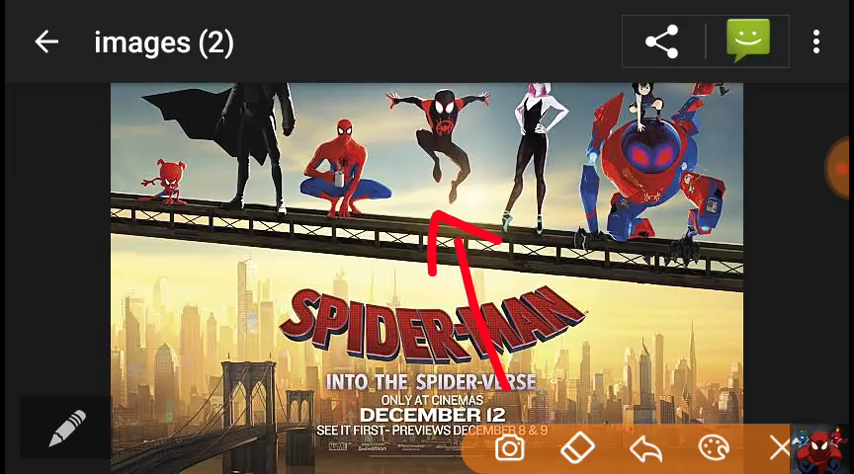 images (2)
SPIDER-MAN
INTO THE SPIDER-VERSE
ONLY AT CINEMAS
DECEMBER 12
SEE IT FIRST- PREVIEWS DECEMBER 8 & 9
MARVEL